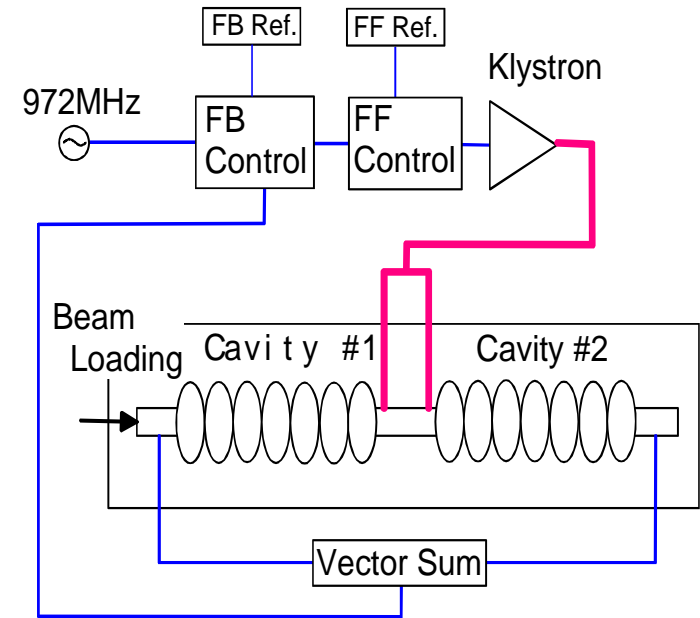 FB Ref.
FF Ref.
Klystron
972MHz
FB
Control
FF
Control
Beam
Loading
Cavity #1
Cavity #2
Vector Sum